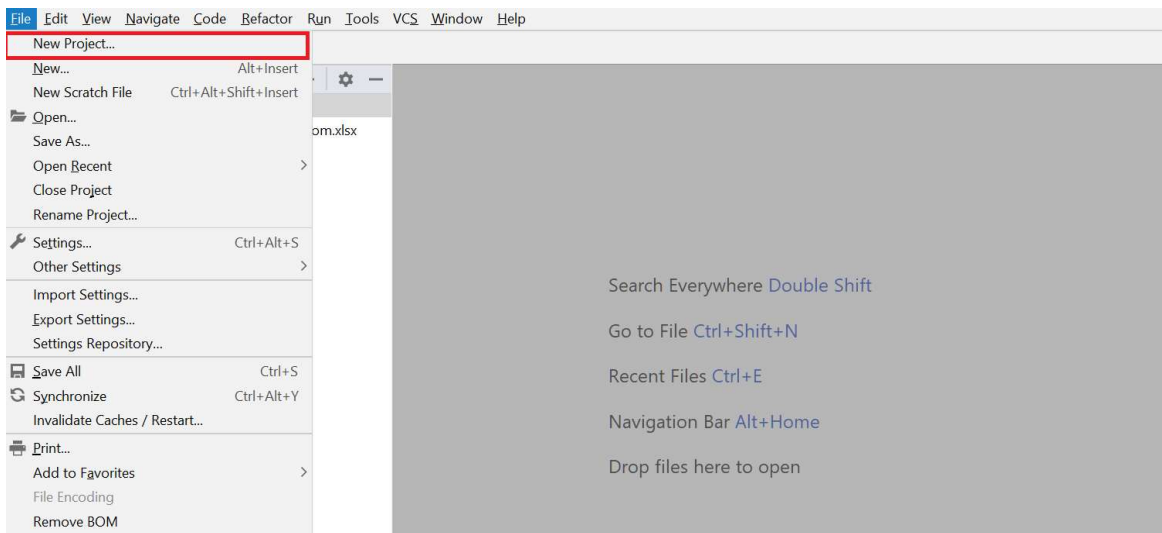 File Edit View Navigate Code Refactor Run Tools VCS Window Help
New Project...
New... Alt+Insert
New Scratch File Ctrl+Alt+Shift+Insert
Open...
Save As...
om.xlsx
Open Recent
Close Project
Rename Project...
Settings... Ctrl+Alt+S
Other Settings
Import Settings...
Export Settings...
Settings Repository...
Save All Ctrl+S
Synchronize Ctrl+Alt+Y
Invalidate Caches / Restart...
Print...
Add to Favorites
File Encoding
Remove BOM
Search Everywhere Double Shift
Go to File Ctrl+Shift+N
Recent Files Ctrl+E
Navigation Bar Alt+Home
Drop files here to open